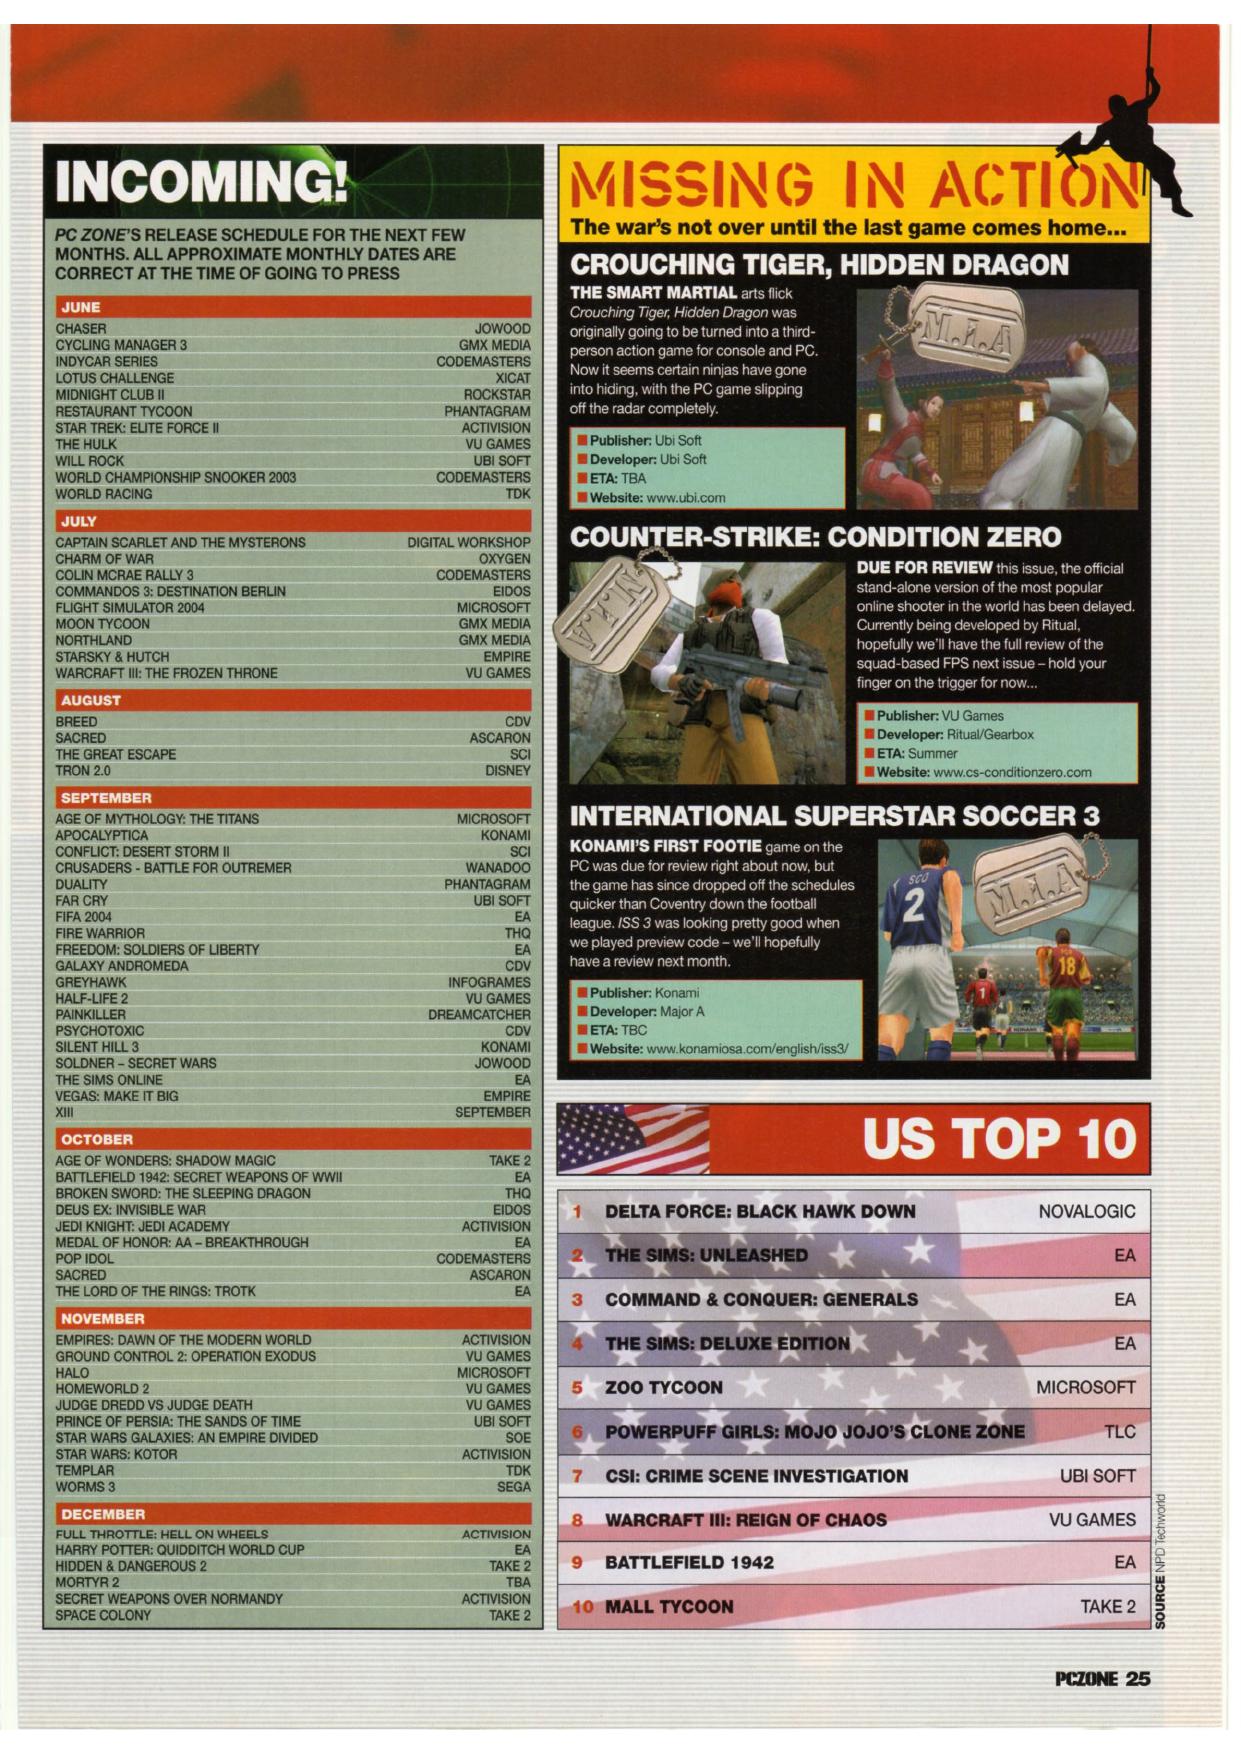 INCOMING!
PC ZONE'S RELEASE SCHEDULE FOR THE NEXT FEW
MONTHS. ALL APPROXIMATE MONTHLY DATES ARE
CORRECT AT THE TIME OF GOING TO PRESS
JUNE
CHASER JOWOOD
CYCLING MANAGER 3 GMX MEDIA
INDYCAR SERIES CODEMASTERS
LOTUS CHALLENGE XICAT
MIDNIGHT CLUB II ROCKSTAR
RESTAURANT TYCOON PHANTAGRAM
STAR TREK: ELITE FORCE II ACTIVISION
THE HULK VU GAMES
WILL ROCK UBI SOFT
WORLD CHAMPIONSHIP SNOOKER 2003 CODEMASTERS
WORLD RACING TDK
JULY
CAPTAIN SCARLET AND THE MYSTERONS DIGITAL WORKSHOP
CHARM OF WAR OXYGEN
COLIN MCRAE RALLY 3 CODEMASTERS
COMMANDOS 3: DESTINATION BERLIN EIDOS
FLIGHT SIMULATOR 2004 MICROSOFT
MOON TYCOON GMX MEDIA
NORTHLAND GMX MEDIA
STARSKY & HUTCH EMPIRE
WARCRAFT III: THE FROZEN THRONE VU GAMES
AUGUST
BREED CDV
SACRED ASCARON
THE GREAT ESCAPE SCI
TRON 2.0 DISNEY
SEPTEMBER
AGE OF MYTHOLOGY: THE TITANS MICROSOFT
APOCALYPTICA KONAMI
CONFLICT: DESERT STORM II SCI
CRUSADERS - BATTLE FOR OUTREMER WANADOO
DUALITY PHANTAGRAM
FAR CRY UBI SOFT
FIFA 2004 EA
FIRE WARRIOR THQ
FREEDOM: SOLDIERS OF LIBERTY EA
GALAXY ANDROMEDA CDV
GREYHAWK INFOGRAMES
HALF-LIFE 2 VU GAMES
PAINKILLER DREAMCATCHER
PSYCHOTOXIC CDV
SILENT HILL 3 KONAMI
SOLDNER – SECRET WARS JOWOOD
THE SIMS ONLINE EA
VEGAS: MAKE IT BIG EMPIRE
XIII SEPTEMBER
OCTOBER
AGE OF WONDERS: SHADOW MAGIC TAKE 2
BATTLEFIELD 1942: SECRET WEAPONS OF WWII EA
BROKEN SWORD: THE SLEEPING DRAGON THQ
DEUS EX: INVISIBLE WAR EIDOS
JEDI KNIGHT: JEDI ACADEMY ACTIVISION
MEDAL OF HONOR: AA – BREAKTHROUGH EA
POP IDOL CODEMASTERS
SACRED ASCARON
THE LORD OF THE RINGS: TROTK EA
NOVEMBER
EMPIRES: DAWN OF THE MODERN WORLD ACTIVISION
GROUND CONTROL 2: OPERATION EXODUS VU GAMES
HALO MICROSOFT
HOMEWORLD 2 VU GAMES
JUDGE DREDD VS JUDGE DEATH VU GAMES
PRINCE OF PERSIA: THE SANDS OF TIME UBI SOFT
STAR WARS GALAXIES: AN EMPIRE DIVIDED SOE
STAR WARS: KOTOR ACTIVISION
TEMPLAR TDK
WORMS 3 SEGA
DECEMBER
FULL THROTTLE: HELL ON WHEELS ACTIVISION
HARRY POTTER: QUIDDITCH WORLD CUP EA
HIDDEN & DANGEROUS 2 TAKE 2
MORTYR 2 TBA
SECRET WEAPONS OVER NORMANDY ACTIVISION
SPACE COLONY TAKE 2
MISSING IN ACTION
The war's not over until the last game comes home...
CROUCHING TIGER, HIDDEN DRAGON
THE SMART MARTIAL arts flick
Crouching Tiger, Hidden Dragon was
originally going to be turned into a third-
person action game for console and PC.
Now it seems certain ninjas have gone
into hiding, with the PC game slipping
off the radar completely.
M.I.A
Publisher: Ubi Soft
Developer: Ubi Soft
ETA: TBA
Website: www.ubi.com
COUNTER-STRIKE: CONDITION ZERO
M.I.A
DUE FOR REVIEW this issue, the official
stand-alone version of the most popular
online shooter in the world has been delayed.
Currently being developed by Ritual,
hopefully we'll have the full review of the
squad-based FPS next issue – hold your
finger on the trigger for now...
Publisher: VU Games
Developer: Ritual/Gearbox
ETA: Summer
Website: www.cs-conditionzero.com
INTERNATIONAL SUPERSTAR SOCCER 3
KONAMI'S FIRST FOOTIE game on the
PC was due for review right about now, but
the game has since dropped off the schedules
quicker than Coventry down the football
league. ISS 3 was looking pretty good when
we played preview code – we'll hopefully
have a review next month.
M.I.A
SCO
2
18
1
KONAMI
Publisher: Konami
Developer: Major A
ETA: TBC
Website: www.konamiosa.com/english/iss3/
US TOP 10
1 DELTA FORCE: BLACK HAWK DOWN NOVALOGIC
2 THE SIMS: UNLEASHED EA
3 COMMAND & CONQUER: GENERALS EA
4 THE SIMS: DELUXE EDITION EA
5 ZOO TYCOON MICROSOFT
6 POWERPUFF GIRLS: MOJO JOJO'S CLONE ZONE TLC
7 CSI: CRIME SCENE INVESTIGATION UBI SOFT
8 WARCRAFT III: REIGN OF CHAOS VU GAMES
9 BATTLEFIELD 1942 EA
10 MALL TYCOON TAKE 2
SOURCE NPD Techworld
PCZONE 25